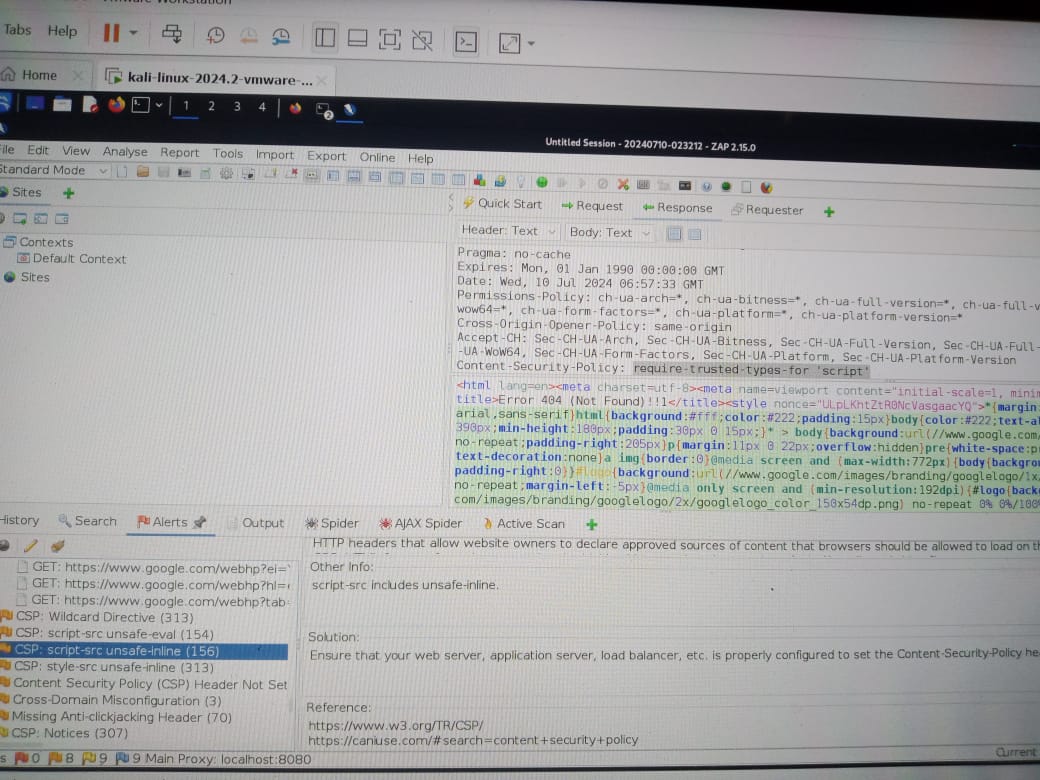 Tabs Help
Home
kali-linux-2024.2-vmware-...
1 2 3 4
2
Untitled Session - 20240710-023212 - ZAP 2.15.0
File Edit View Analyse Report Tools Import Export Online Help
Standard Mode
Sites
Quick Start Request Response Requester
Header: Text Body: Text
Contexts
Default Context
Sites
Pragma: no-cache
Expires: Mon, 01 Jan 1990 00:00:00 GMT
Date: Wed, 10 Jul 2024 06:57:33 GMT
Permissions-Policy: ch-ua-arch=*, ch-ua-bitness=*, ch-ua-full-version=*, ch-ua-full-v
wow64=*, ch-ua-form-factors=*, ch-ua-platform=*, ch-ua-platform-version=*
Cross-Origin-Opener-Policy: same-origin
Accept-CH: Sec-CH-UA-Arch, Sec-CH-UA-Bitness, Sec-CH-UA-Full-Version, Sec-CH-UA-Full-
-UA-WoW64, Sec-CH-UA-Form-Factors, Sec-CH-UA-Platform, Sec-CH-UA-Platform-Version
Content-Security-Policy: require-trusted-types-for 'script'
<html lang=en><meta charset=utf-8><meta name=viewport content="initial-scale=1, minim
title>Error 404 (Not Found)!!1</title><style nonce="ULpLKhtZtR0NcVasgaacYQ">*{margin:
arial,sans-serif}html{background:#fff;color:#222;padding:15px}body{color:#222;text-al
390px;min-height:180px;padding:30px 0 15px;}* > body{background:url(//www.google.com/
no-repeat;padding-right:205px}p{margin:11px 0 22px;overflow:hidden}pre{white-space:pr
text-decoration:none}a img{border:0}@media screen and (max-width:772px){body{backgrou
padding-right:0}}#logo{background:url(//www.google.com/images/branding/googlelogo/1x/
no-repeat;margin-left:-5px}@media only screen and (min-resolution:192dpi){#logo{back
com/images/branding/googlelogo/2x/googlelogo_color_150x54dp.png) no-repeat 0% 0%/100%
History Search Alerts Output Spider AJAX Spider Active Scan
GET: https://www.google.com/webhp?ei=
GET: https://www.google.com/webhp?hl=
GET: https://www.google.com/webhp?tab=
CSP: Wildcard Directive (313)
CSP: script-src unsafe-eval (154)
CSP: script-src unsafe-inline (156)
CSP: style-src unsafe-inline (313)
Content Security Policy (CSP) Header Not Set
Cross-Domain Misconfiguration (3)
Missing Anti-clickjacking Header (70)
CSP: Notices (307)
HTTP headers that allow website owners to declare approved sources of content that browsers should be allowed to load on th
Other Info:
script-src includes unsafe-inline.
Solution:
Ensure that your web server, application server, load balancer, etc. is properly configured to set the Content-Security-Policy he
Reference:
https://www.w3.org/TR/CSP/
https://caniuse.com/#search=content+security+policy
s 0 8 9 9 Main Proxy: localhost:8080
Current